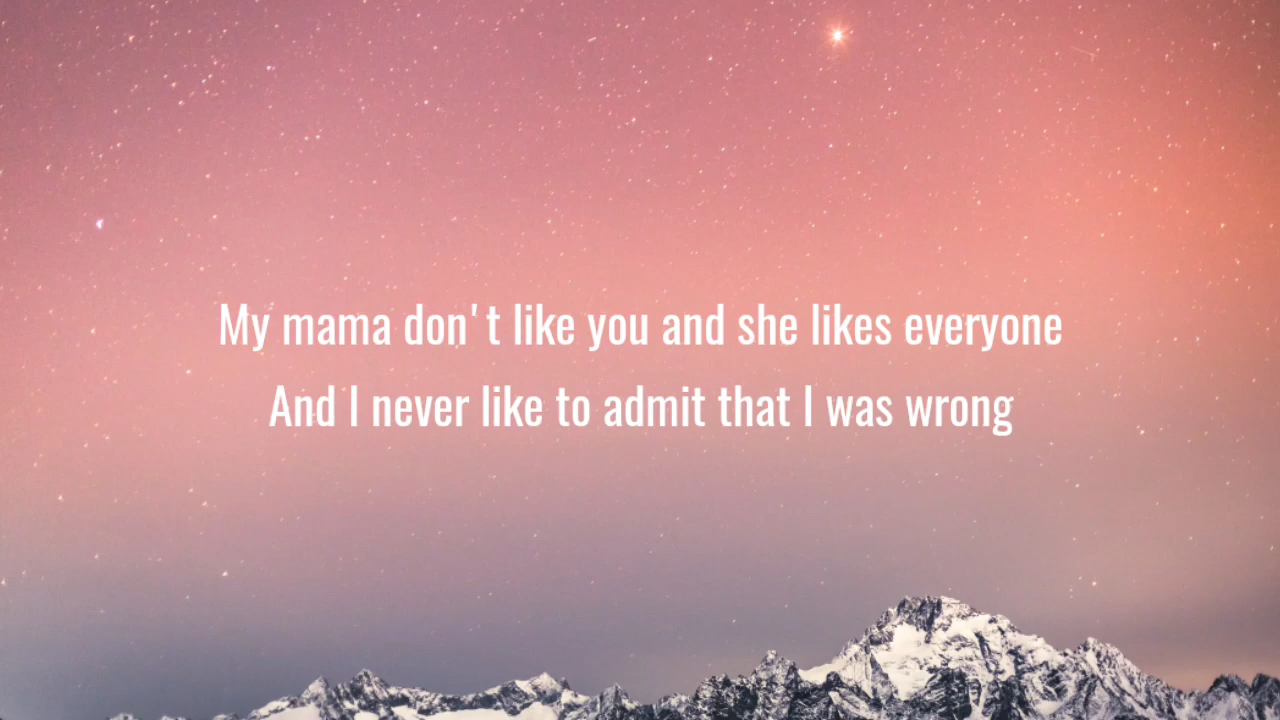 My mama don't like you and she likes everyone
And I never like to admit that I was wrong